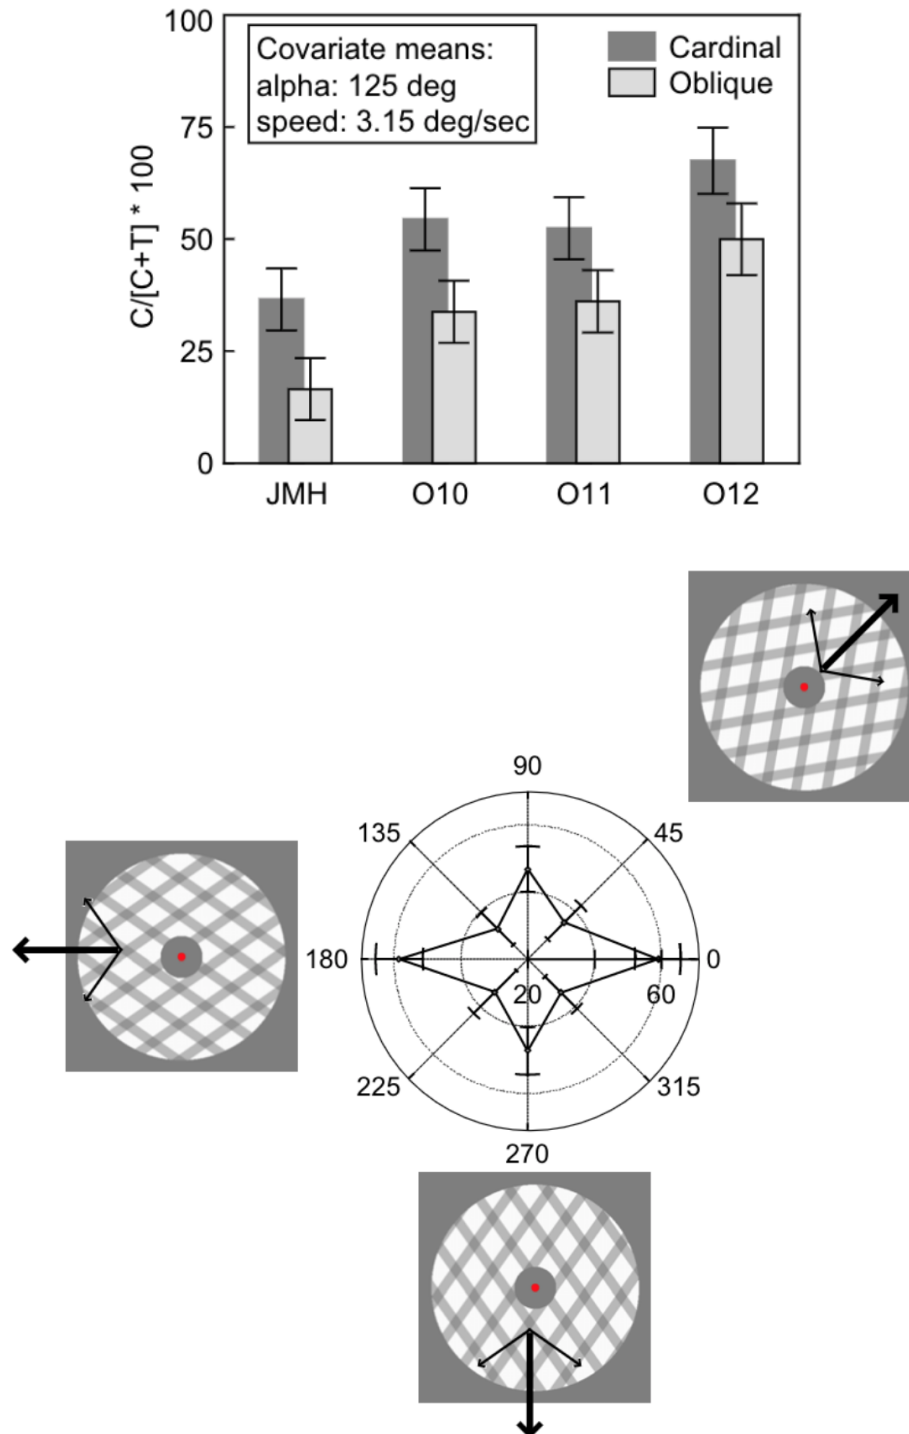 100
75
50
25
0
C/[C+T] * 100
Covariate means:
alpha: 125 deg
speed: 3.15 deg/sec
Cardinal
Oblique
JMH
O10
O11
O12
90
135
45
180
0
20
60
225
315
270